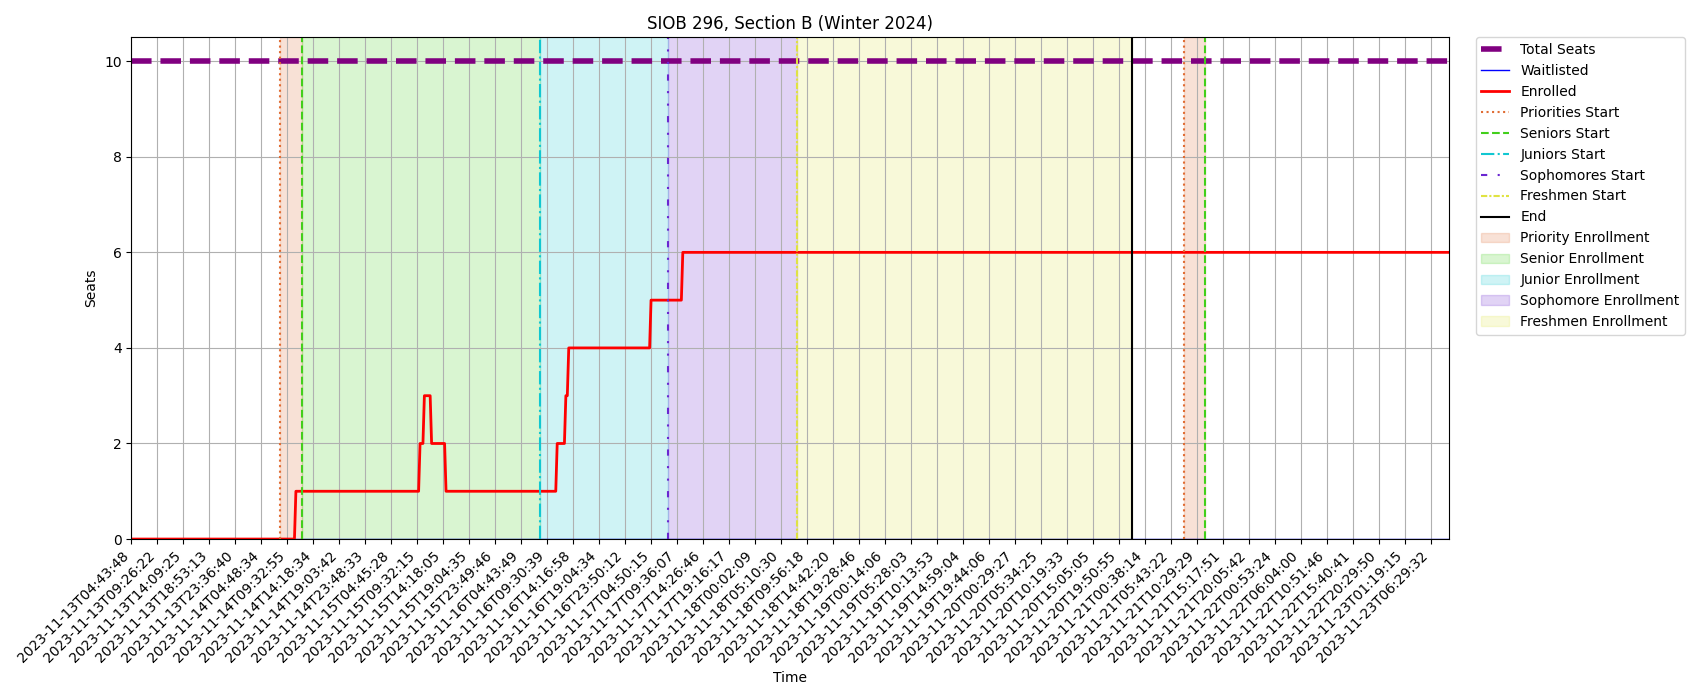 SIOB 296, Section B (Winter 2024)
Seats
10
8
6
4
2
0
2023-11-13T04:43:48
2023-11-13T09:26:22
2023-11-13T14:09:25
2023-11-13T18:53:13
2023-11-13T23:36:40
2023-11-14T04:48:34
2023-11-14T09:32:55
2023-11-14T14:18:34
2023-11-14T19:03:42
2023-11-14T23:48:33
2023-11-15T04:45:28
2023-11-15T09:32:15
2023-11-15T14:18:05
2023-11-15T19:04:35
2023-11-15T23:49:46
2023-11-16T04:43:49
2023-11-16T09:30:39
2023-11-16T14:16:58
2023-11-16T19:04:34
2023-11-16T23:50:12
2023-11-17T04:50:15
2023-11-17T09:36:07
2023-11-17T14:26:46
2023-11-17T19:16:17
2023-11-18T00:02:09
2023-11-18T05:10:30
2023-11-18T09:56:18
2023-11-18T14:42:20
2023-11-18T19:28:46
2023-11-19T00:14:06
2023-11-19T05:28:03
2023-11-19T10:13:53
2023-11-19T14:59:04
2023-11-19T19:44:06
2023-11-20T00:29:27
2023-11-20T05:34:25
2023-11-20T10:19:33
2023-11-20T15:05:05
2023-11-20T19:50:55
2023-11-21T00:38:14
2023-11-21T05:43:22
2023-11-21T10:29:29
2023-11-21T15:17:51
2023-11-21T20:05:42
2023-11-22T00:53:24
2023-11-22T06:04:00
2023-11-22T10:51:46
2023-11-22T15:40:41
2023-11-22T20:29:50
2023-11-23T01:19:15
2023-11-23T06:29:32
Time
Total Seats
Waitlisted
Enrolled
Priorities Start
Seniors Start
Juniors Start
Sophomores Start
Freshmen Start
End
Priority Enrollment
Senior Enrollment
Junior Enrollment
Sophomore Enrollment
Freshmen Enrollment